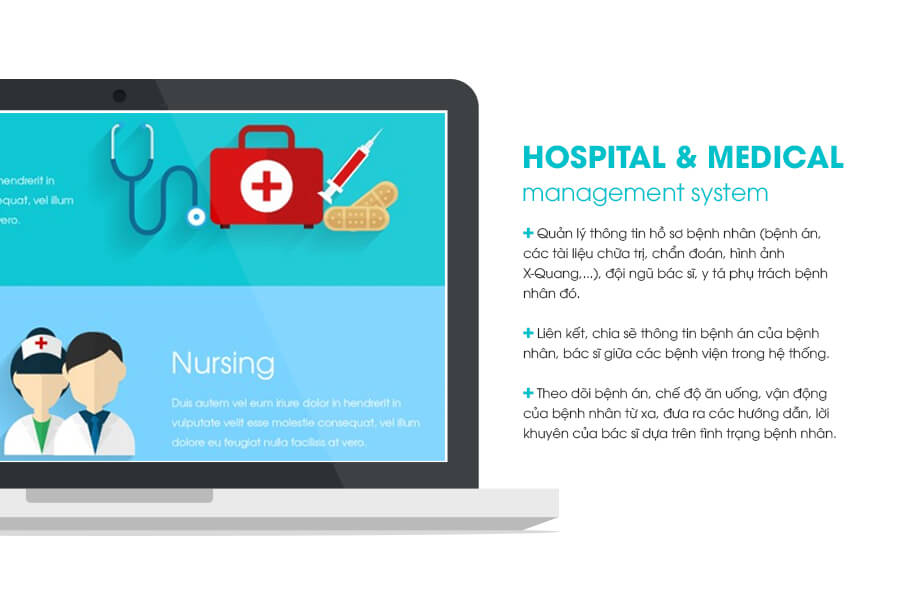 hendrerit in
equat, vel illum
vero.
Nursing
Duis autem vel eum iriure dolor in hendrerit in
vulputate velit esse molestie consequat, vel illum
dolore eu feugiat nulla facilisis at vero.
HOSPITAL & MEDICAL
management system
+ Quản lý thông tin hồ sơ bệnh nhân (bệnh án,
các tài liệu chữa trị, chẩn đoán, hình ảnh
X-Quang,...), đội ngũ bác sĩ, y tá phụ trách bệnh
nhân đó.
+ Liên kết, chia sẽ thông tin bệnh án của bệnh
nhân, bác sĩ giữa các bệnh viện trong hệ thống.
+ Theo dõi bệnh án, chế độ ăn uống, vận động
của bệnh nhân từ xa, đưa ra các hướng dẫn, lời
khuyên của bác sĩ dựa trên tình trạng bệnh nhân.